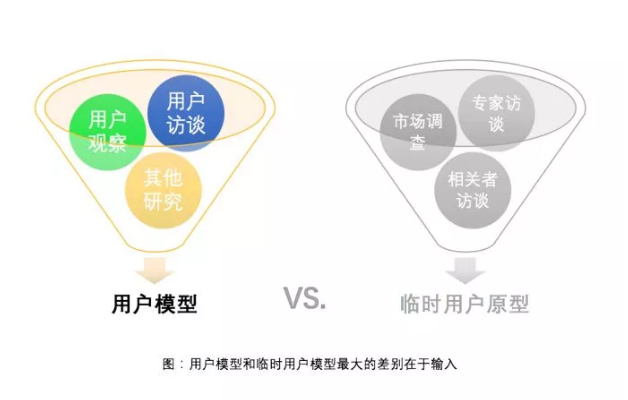 用户
观察
用户
访谈
其他
研究
市场调
查
专家访
谈
相关者
访谈
用户模型
VS.
临时用户原型
图：用户模型和临时用户模型最大的差别在于输入